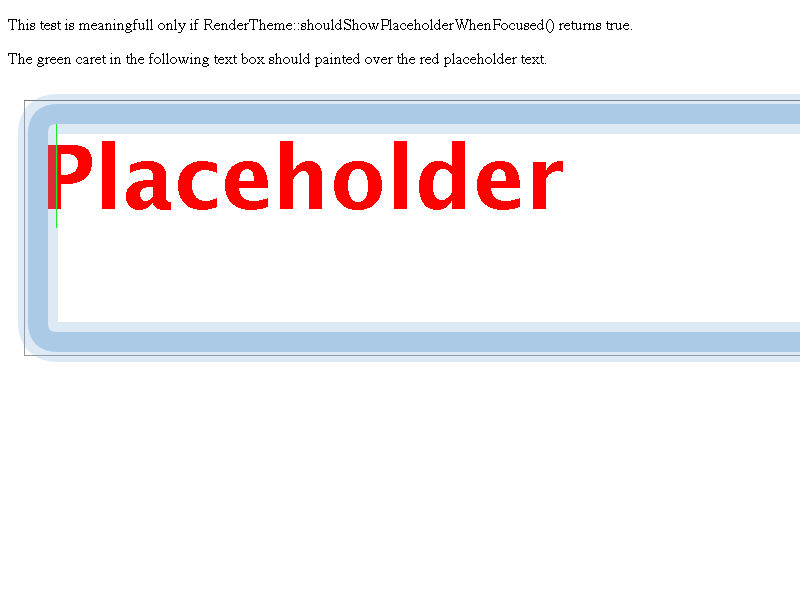 This test is meaningfull only if RenderTheme::shouldShowPlaceholderWhenFocused() returns true.
The green caret in the following text box should painted over the red placeholder text.
Placeholder